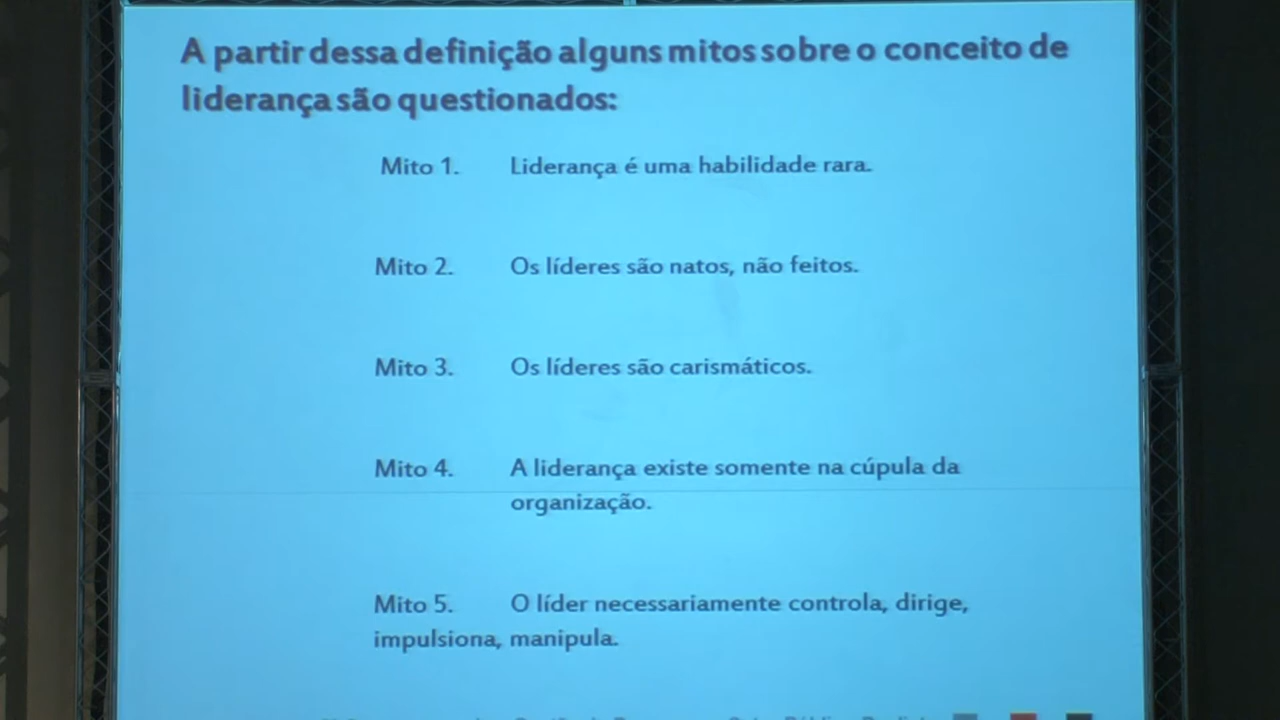 A partir dessa definição alguns mitos sobre o conceito de
liderança são questionados:
Mito 1. Liderança é uma habilidade rara.
Mito 2. Os líderes são natos, não feitos.
Mito 3. Os líderes são carismáticos.
Mito 4. A liderança existe somente na cúpula da
organização.
Mito 5. O líder necessariamente controla, dirige,
impulsiona, manipula.